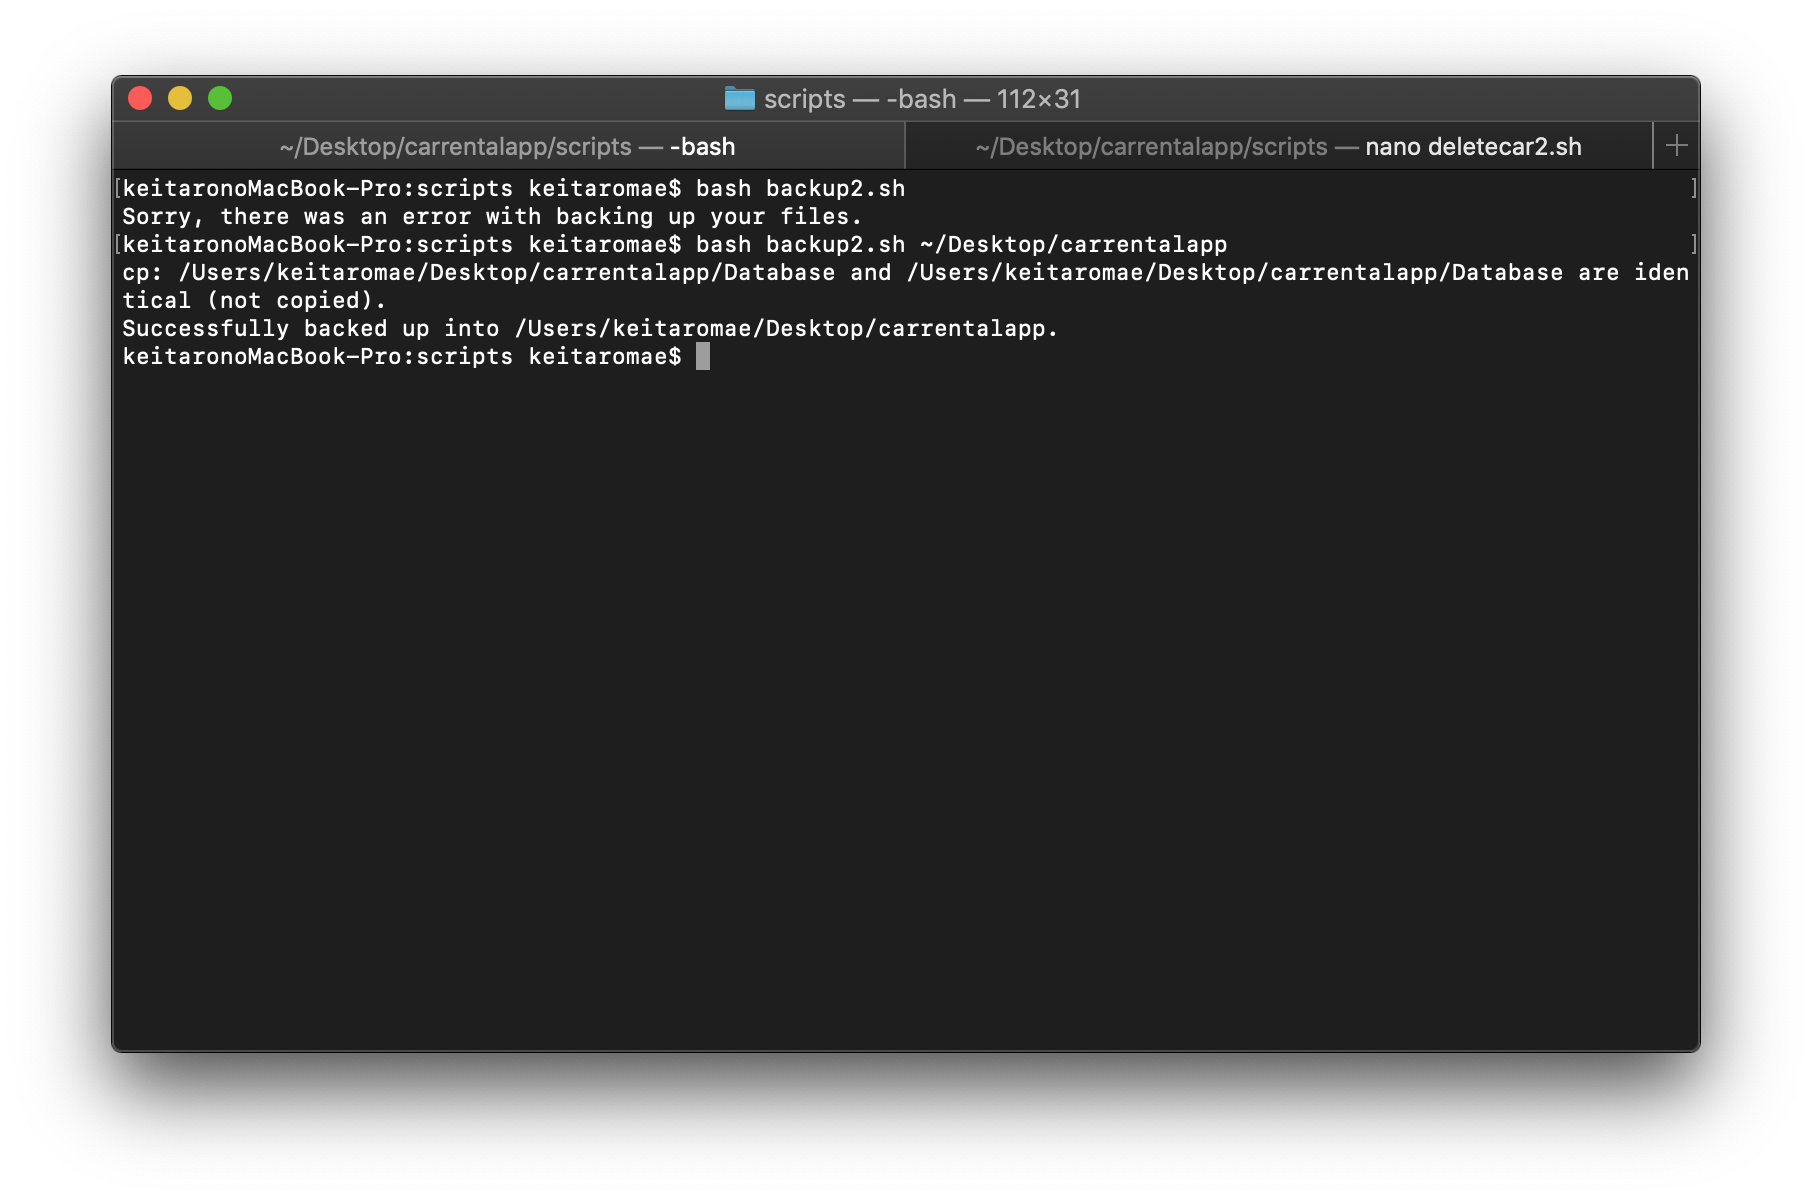 scripts — -bash — 112×31
~/Desktop/carrentalapp/scripts — -bash
~/Desktop/carrentalapp/scripts — nano deletecar2.sh
+
[keitaronoMacBook-Pro:scripts keitaromae$ bash backup2.sh ]
Sorry, there was an error with backing up your files.
[keitaronoMacBook-Pro:scripts keitaromae$ bash backup2.sh ~/Desktop/carrentalapp ]
cp: /Users/keitaromae/Desktop/carrentalapp/Database and /Users/keitaromae/Desktop/carrentalapp/Database are iden
tical (not copied).
Successfully backed up into /Users/keitaromae/Desktop/carrentalapp.
keitaronoMacBook-Pro:scripts keitaromae$